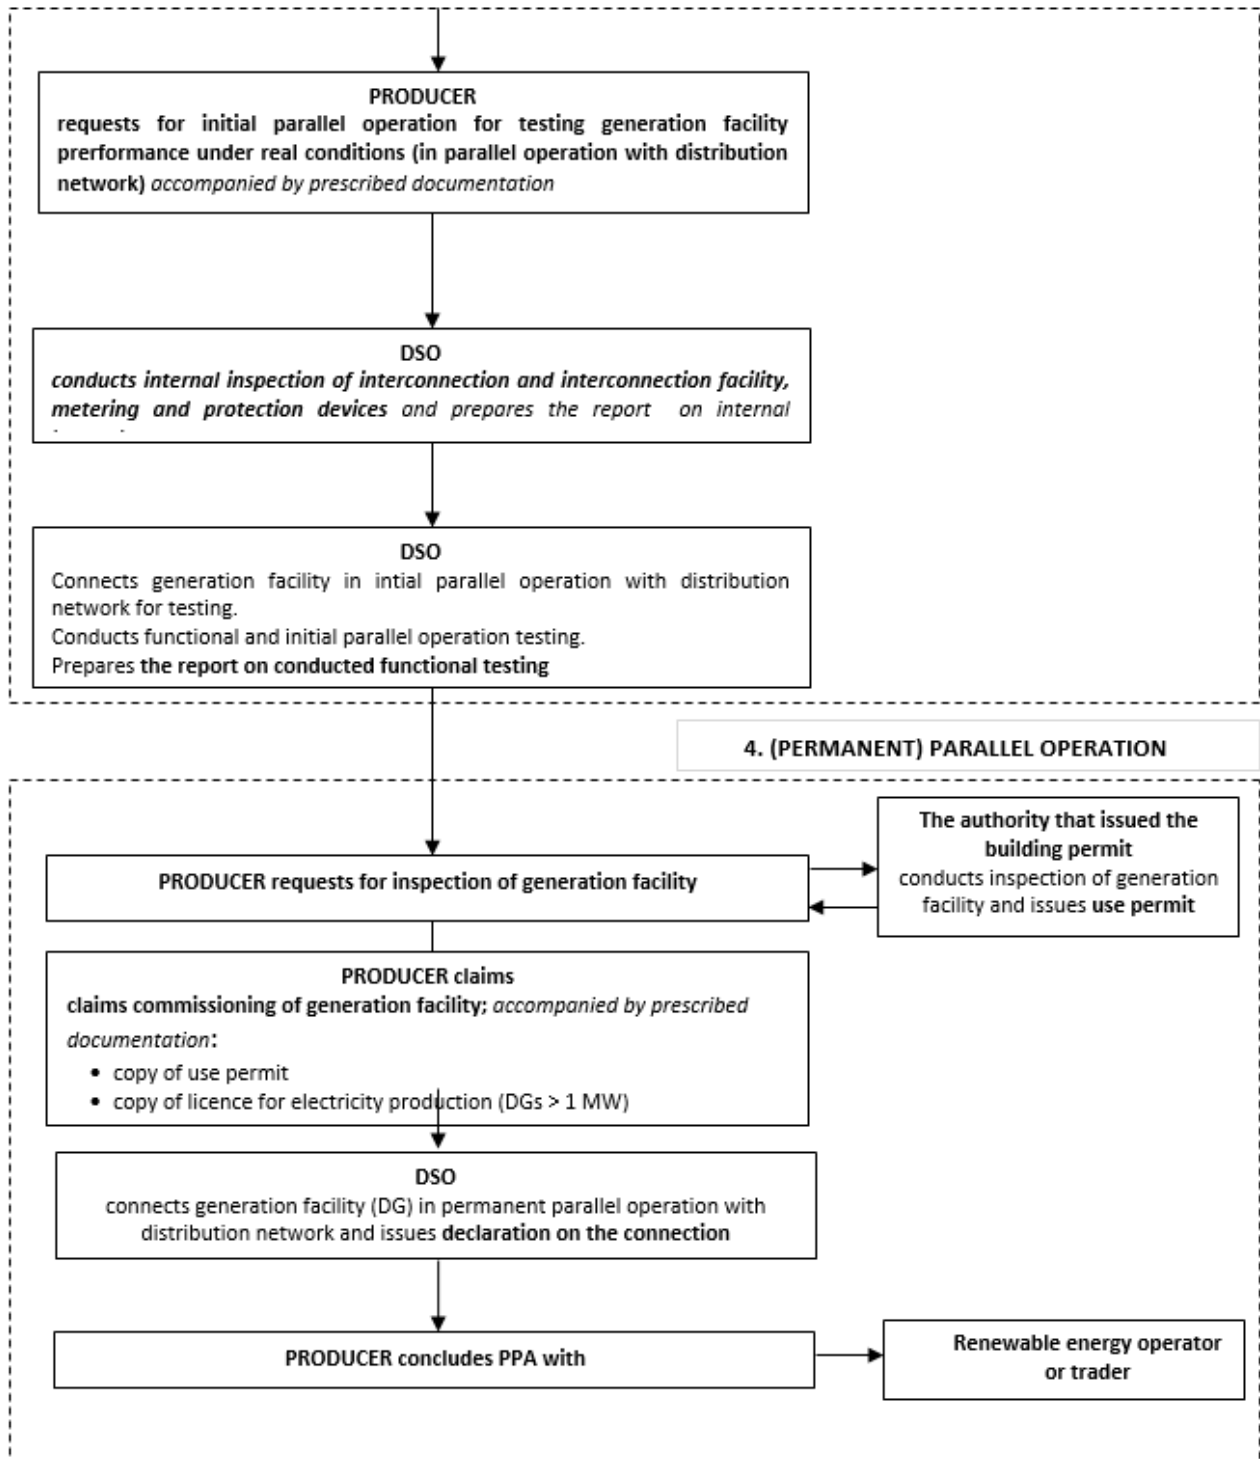 PRODUCER
requests for initial parallel operation for testing generation facility
prerformance under real conditions (in parallel operation with distribution
network) accompanied by prescribed documentation
DSO
conducts internal inspection of interconnection and interconnection facility,
metering and protection devices and prepares the report on internal
DSO
Connects generation facility in intial parallel operation with distribution
network for testing.
Conducts functional and initial parallel operation testing.
Prepares the report on conducted functional testing
4. (PERMANENT) PARALLEL OPERATION
The authority that issued the
building permit
conducts inspection of generation
facility and issues use permit
PRODUCER requests for inspection of generation facility
PRODUCER claims
claims commissioning of generation facility; accompanied by prescribed
documentation:
• copy of use permit
• copy of licence for electricity production (DGs > 1 MW)
DSO
connects generation facility (DG) in permanent parallel operation with
distribution network and issues declaration on the connection
PRODUCER concludes PPA with
Renewable energy operator
or trader